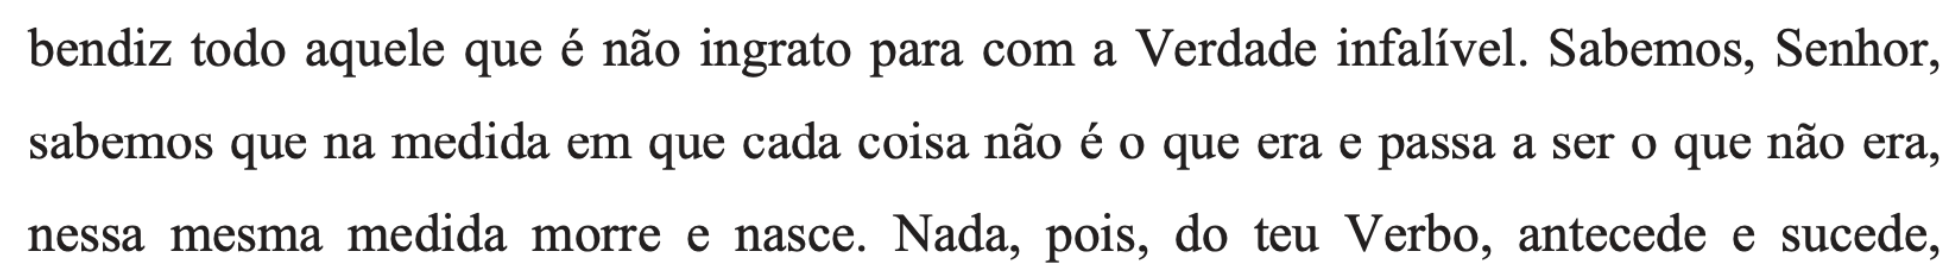 bendiz todo aquele que é não ingrato para com a Verdade infalível. Sabemos, Senhor,
sabemos que na medida em que cada coisa não é o que era e passa a ser o que não era,
nessa mesma medida morre e nasce. Nada, pois, do teu Verbo, antecede e sucede,